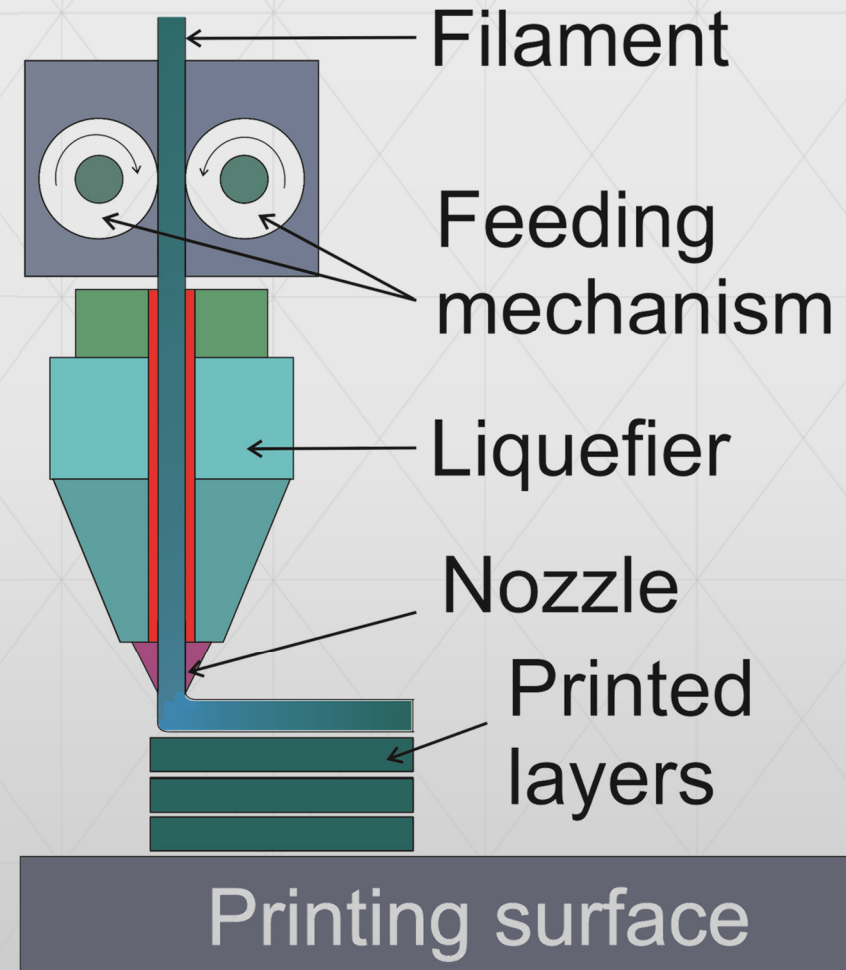 Filament
Feeding
mechanism
Liquefier
Nozzle
Printed
layers
Printing surface